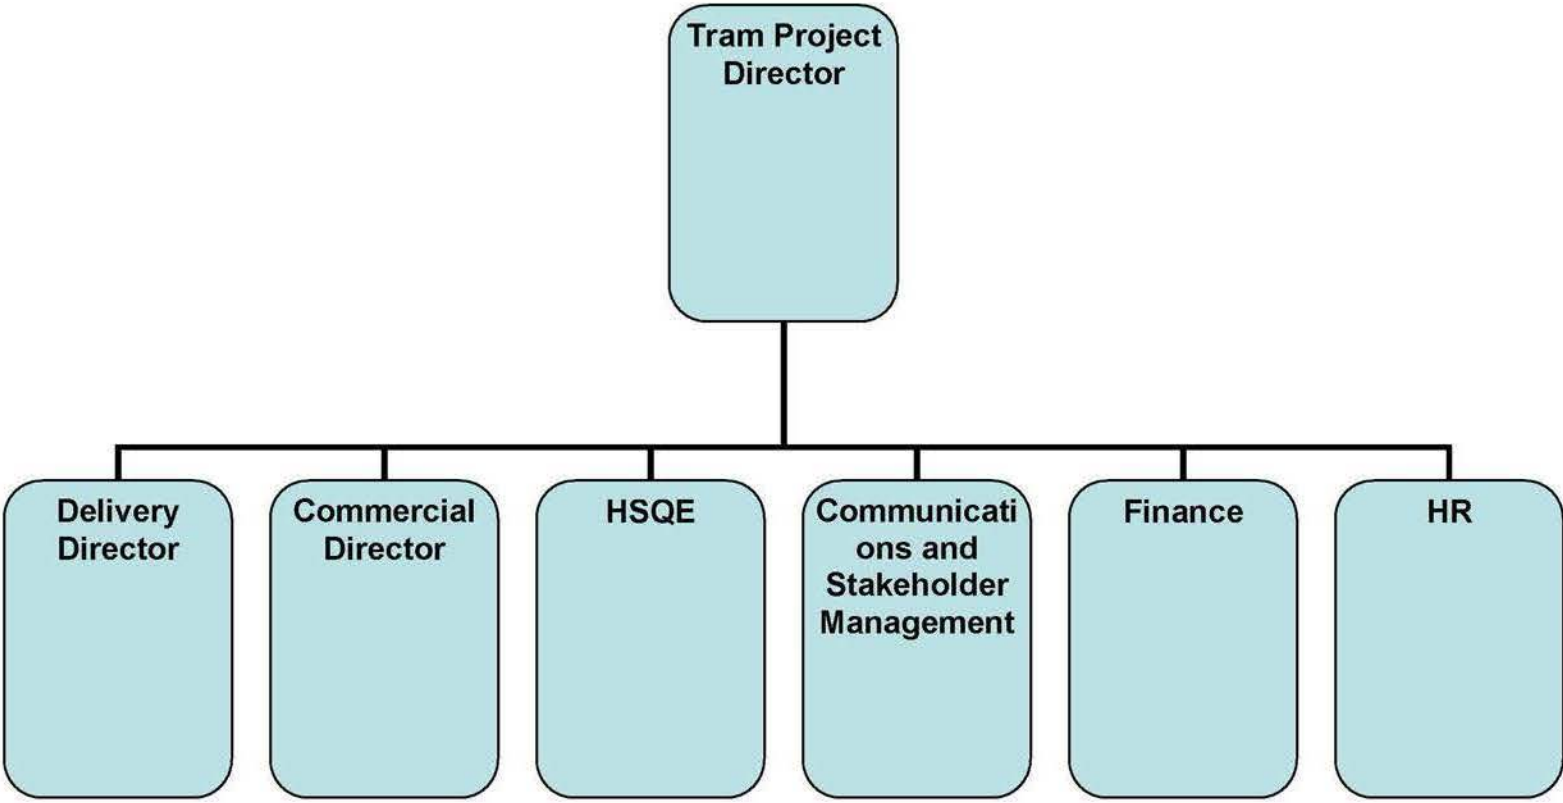 Tram Project
Director
Delivery
Director
Commercial
Director
HSQE
Communicati
ons and
Stakeholder
Management
Finance
HR